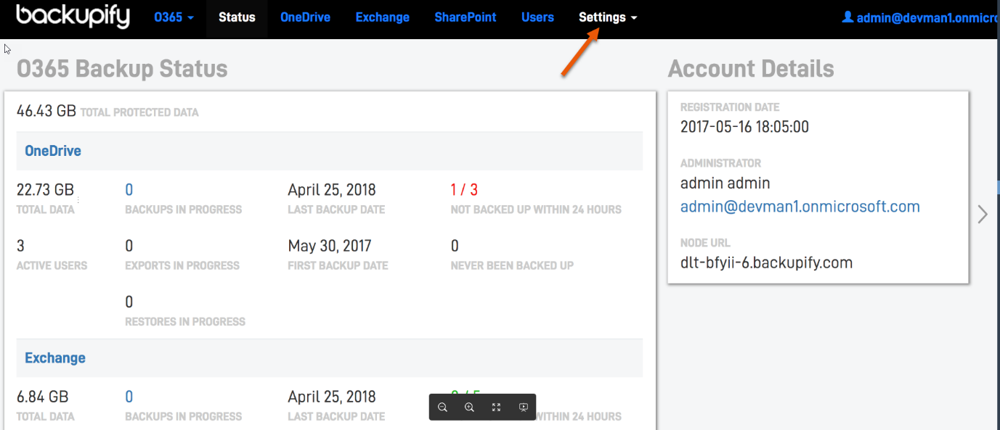 backupify O365 Status OneDrive Exchange SharePoint Users Settings admin@devman1.onmicro
O365 Backup Status
46.43 GB TOTAL PROTECTED DATA
OneDrive
22.73 GB 0 April 25, 2018 1 / 3
TOTAL DATA BACKUPS IN PROGRESS LAST BACKUP DATE NOT BACKED UP WITHIN 24 HOURS
3 0 May 30, 2017 0
ACTIVE USERS EXPORTS IN PROGRESS FIRST BACKUP DATE NEVER BEEN BACKED UP
0
RESTORES IN PROGRESS
Exchange
6.84 GB 0 April 25, 2018
TOTAL DATA BACKUPS IN PROGRESS LAST BACKUP DATE WITHIN 24 HOURS
Account Details
REGISTRATION DATE
2017-05-16 18:05:00
ADMINISTRATOR
admin admin
admin@devman1.onmicrosoft.com
NODE URL
dlt-bfyii-6.backupify.com